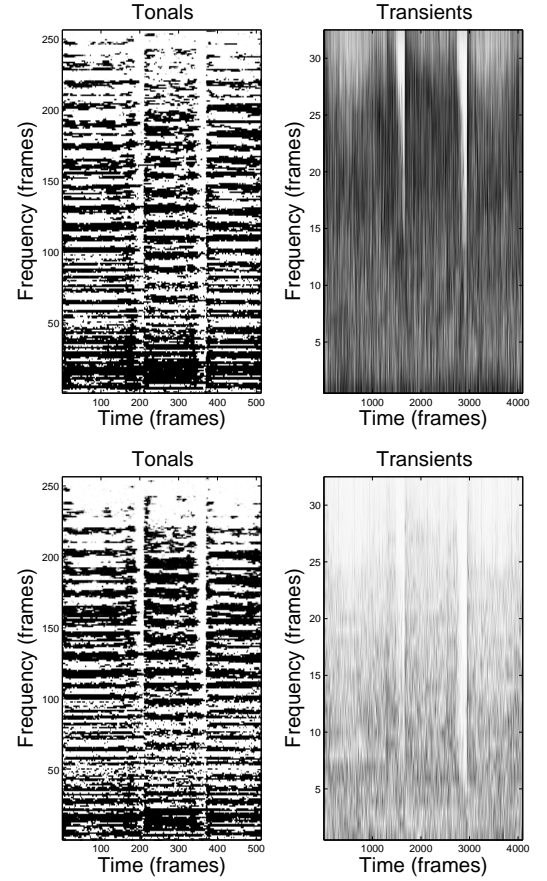 Tonals
Transients
250
200
150
100
50
30
25
20
15
10
5
Frequency (frames)
Frequency (frames)
100 200 300 400 500
1000 2000 3000 4000
Time (frames)
Time (frames)
Tonals
Transients
250
200
150
100
50
30
25
20
15
10
5
Frequency (frames)
Frequency (frames)
100 200 300 400 500
1000 2000 3000 4000
Time (frames)
Time (frames)